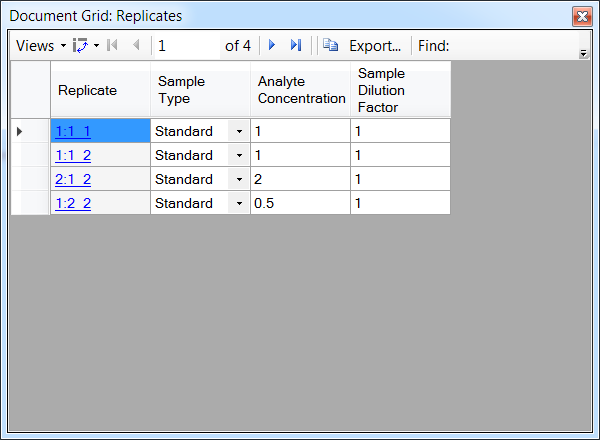 Document Grid: Replicates
Views 1 of 4 Export... Find:
Replicate Sample Type Analyte Concentration Sample Dilution Factor
1:1_1 Standard 1 1
1:1_2 Standard 1 1
2:1_2 Standard 2 1
1:2_2 Standard 0.5 1